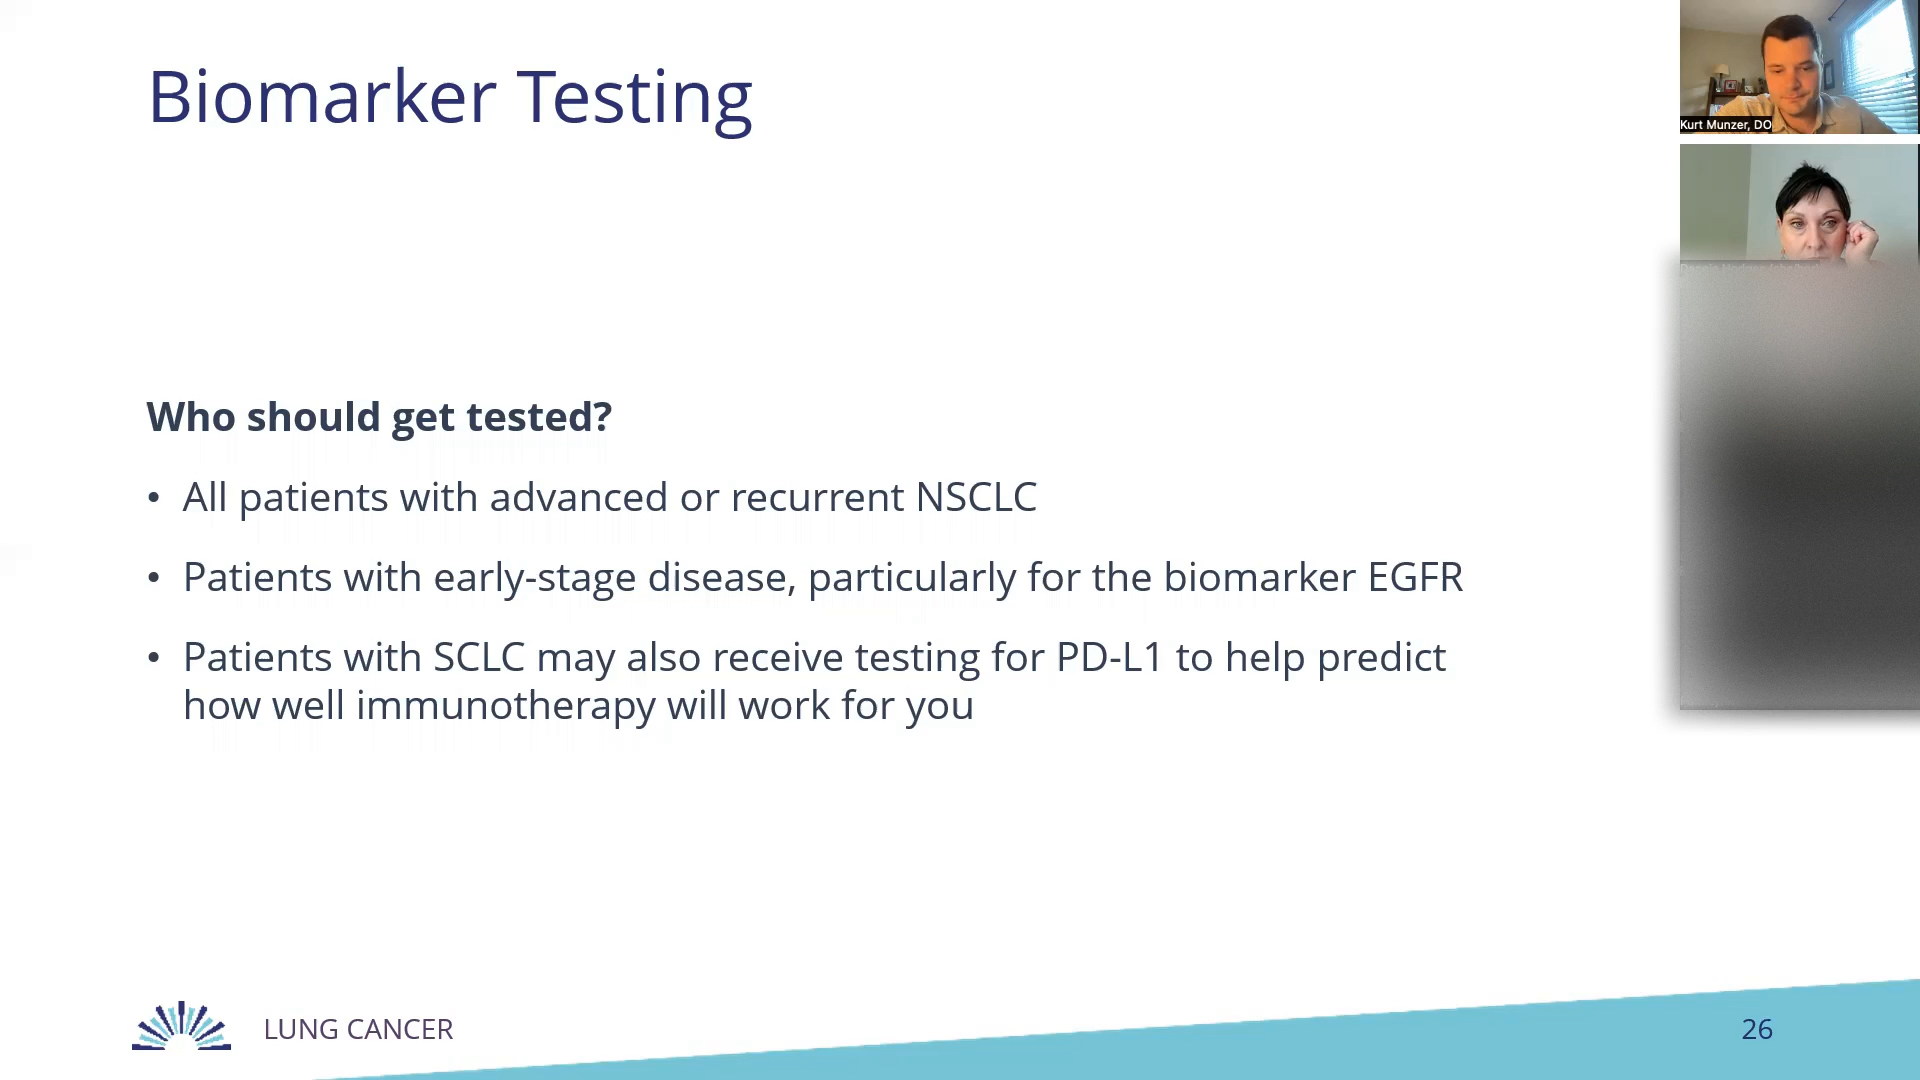 Biomarker Testing
Kurt Munzer, DO
Who should get tested?
• All patients with advanced or recurrent NSCLC
• Patients with early-stage disease, particularly for the biomarker EGFR
• Patients with SCLC may also receive testing for PD-L1 to help predict
how well immunotherapy will work for you
LUNG CANCER
26